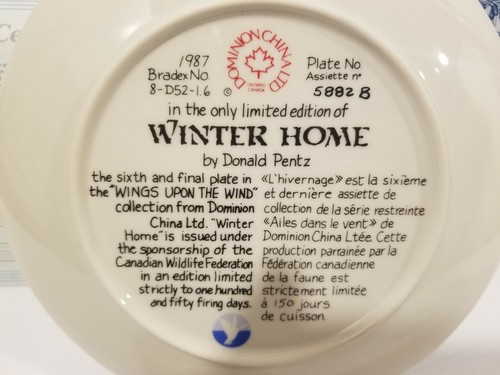 1987
Bradex No.
8-D52-1.6 ©
DOMINION CHINA LTD
ONTARIO
CANADA
Plate No.
Assiette nº
5882 B
in the only limited edition of
WINTER HOME
by Donald Pentz
the sixth and final plate in
the "WINGS UPON THE WIND"
collection from Dominion
China Ltd. "Winter
Home" is issued under
the sponsorship of the
Canadian Wildlife Federation
in an edition limited
strictly to one hundred
and fifty firing days.
«L'hivernage» est la sixième
et dernière assiette de
collection de la série restreinte
«Ailes dans le vent» de
Dominion China Ltée. Cette
production parrainée par la
Fédération canadienne
de la faune est
strictement limitée
à 150 jours
de cuisson.